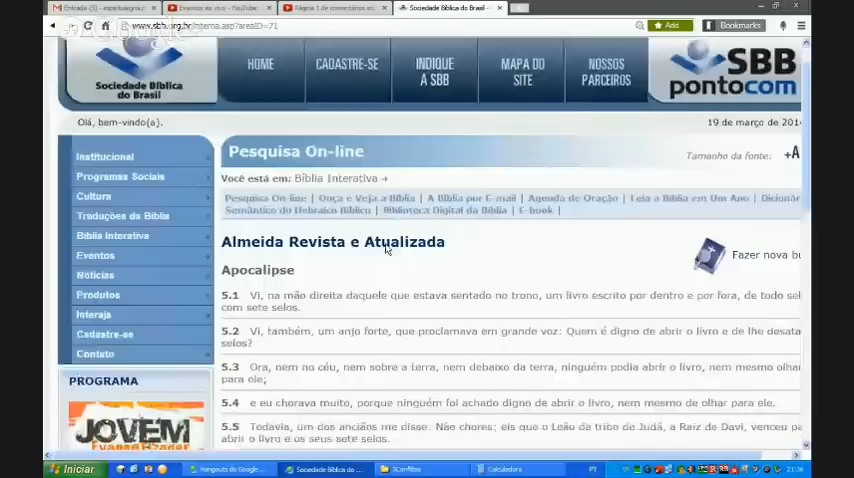 Entrada (5) -
Eventos ao vivo - YouTube
Página 1 de comentários so
Sociedade Bíblica do Brasil -
www.sbb.org.br/interna.asp?areaID=71
Add
Bookmarks
Google+
Sociedade Bíblica
do Brasil
HOME
CADASTRE-SE
INDIQUE
A SBB
MAPA DO
SITE
NOSSOS
PARCEIROS
SBB
pontocom
Olá, bem-vindo(a).
19 de março de 201
Institucional
Programas Sociais
Cultura
Traduções da Bíblia
Bíblia Interativa
Eventos
Notícias
Produtos
Interaja
Cadastre-se
Contato
PROGRAMA
JOVEM
Evangelizador
Pesquisa On-line
Tamanho da fonte: +A
Você está em: Bíblia Interativa
Pesquisa On-line | Ouça e Veja a Bíblia | A Bíblia por E-mail | Agenda de Oração | Leia a Bíblia em Um Ano | Dicionár
Semântico do Hebraico Bíblico | Biblioteca Digital da Bíblia | E-book |
Almeida Revista e Atualizada
Fazer nova bu
Apocalipse
5.1 Vi, na mão direita daquele que estava sentado no trono, um livro escrito por dentro e por fora, de todo sel
com sete selos.
5.2 Vi, também, um anjo forte, que proclamava em grande voz: Quem é digno de abrir o livro e de lhe desata
selos?
5.3 Ora, nem no céu, nem sobre a terra, nem debaixo da terra, ninguém podia abrir o livro, nem mesmo olhar
para ele;
5.4 e eu chorava muito, porque ninguém foi achado digno de abrir o livro, nem mesmo de olhar para ele.
5.5 Todavia, um dos anciãos me disse: Não chores; eis que o Leão da tribo de Judá, a Raiz de Davi, venceu pa
abrir o livro e os seus sete selos.
Iniciar
Hangouts do Google...
Sociedade Bíblica do ...
3Conflitos
Calculadora
PT
21:36